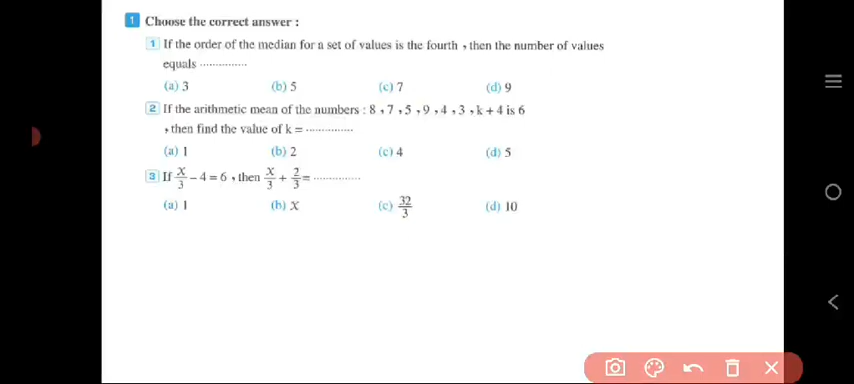 1 Choose the correct answer :
1 If the order of the median for a set of values is the fourth , then the number of values
equals ...............
(a) 3 (b) 5 (c) 7 (d) 9
2 If the arithmetic mean of the numbers : 8 , 7 , 5 , 9 , 4 , 3 , k + 4 is 6
, then find the value of k = ...............
(a) 1 (b) 2 (c) 4 (d) 5
3 If x/3 – 4 = 6 , then x/3 + 2/3 = ...............
(a) 1 (b) x (c) 32/3 (d) 10